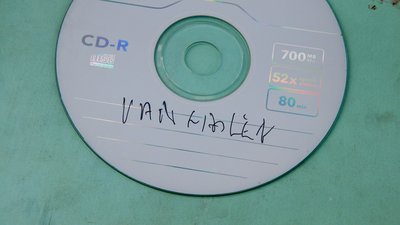 CD-R
700 MB
52x
80 min
VAN HALEN